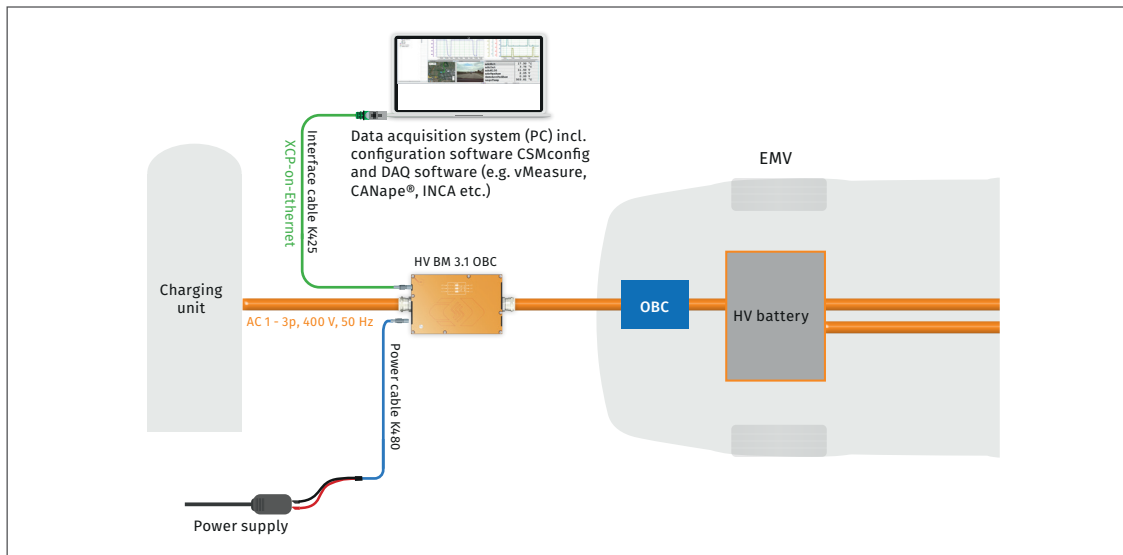 Data acquisition system (PC) incl.
configuration software CSMconfig
and DAQ software (e.g. vMeasure,
CANape®, INCA etc.)
XCP-on-Ethernet
Interface cable K425
EMV
HV BM 3.1 OBC
Charging
unit
AC 1 - 3p, 400 V, 50 Hz
OBC
HV battery
Power cable K480
Power supply